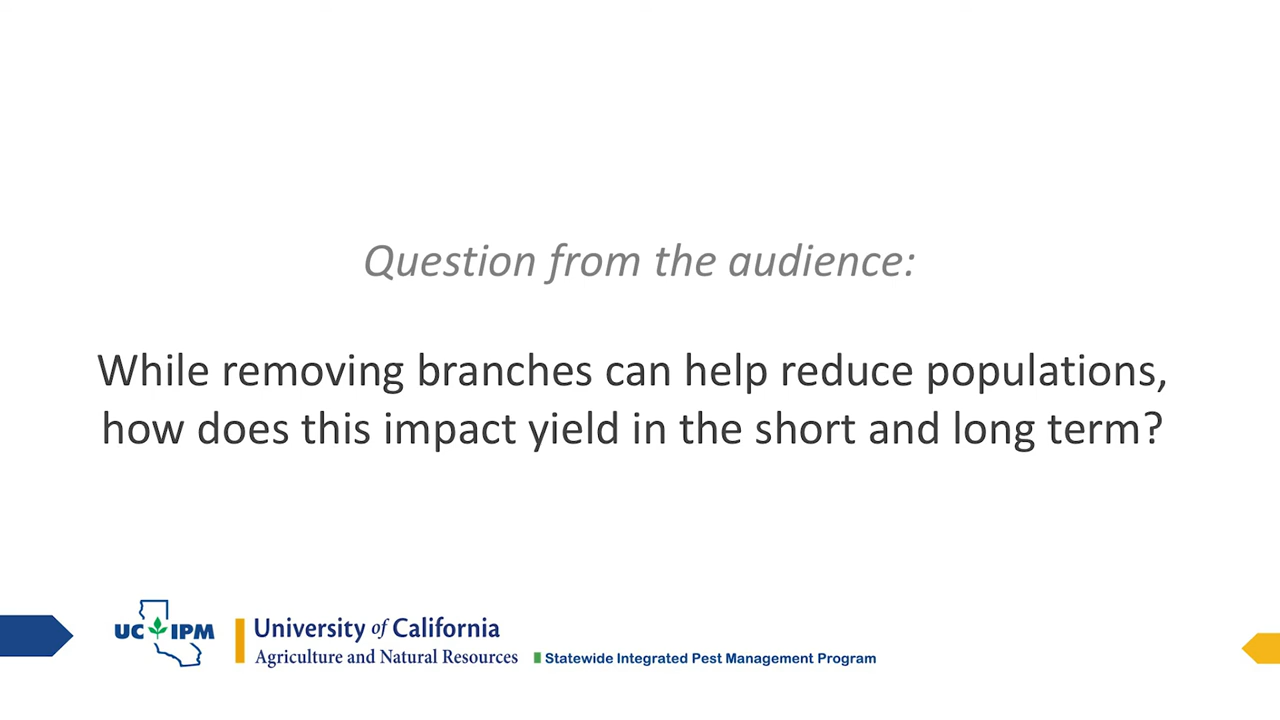 Question from the audience:
While removing branches can help reduce populations,
how does this impact yield in the short and long term?
UC IPM
University of California
Agriculture and Natural Resources
Statewide Integrated Pest Management Program